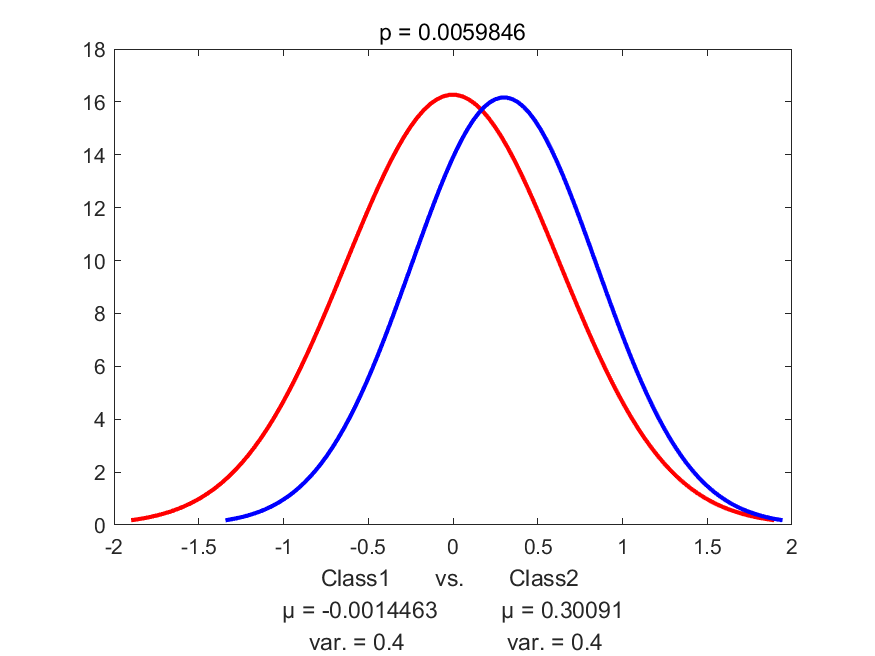 p = 0.0059846
18
16
14
12
10
8
6
4
2
0
-2 -1.5 -1 -0.5 0 0.5 1 1.5 2
Class1 vs. Class2
μ = -0.0014463 μ = 0.30091
var. = 0.4 var. = 0.4